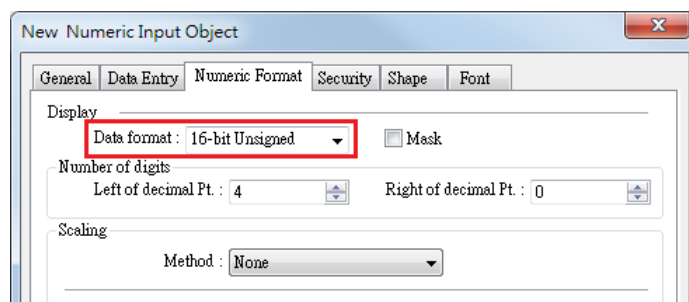 New Numeric Input Object
General Data Entry Numeric Format Security Shape Font
Display
Data format : 16-bit Unsigned Mask
Number of digits
Left of decimal Pt. : 4 Right of decimal Pt. : 0
Scaling
Method : None